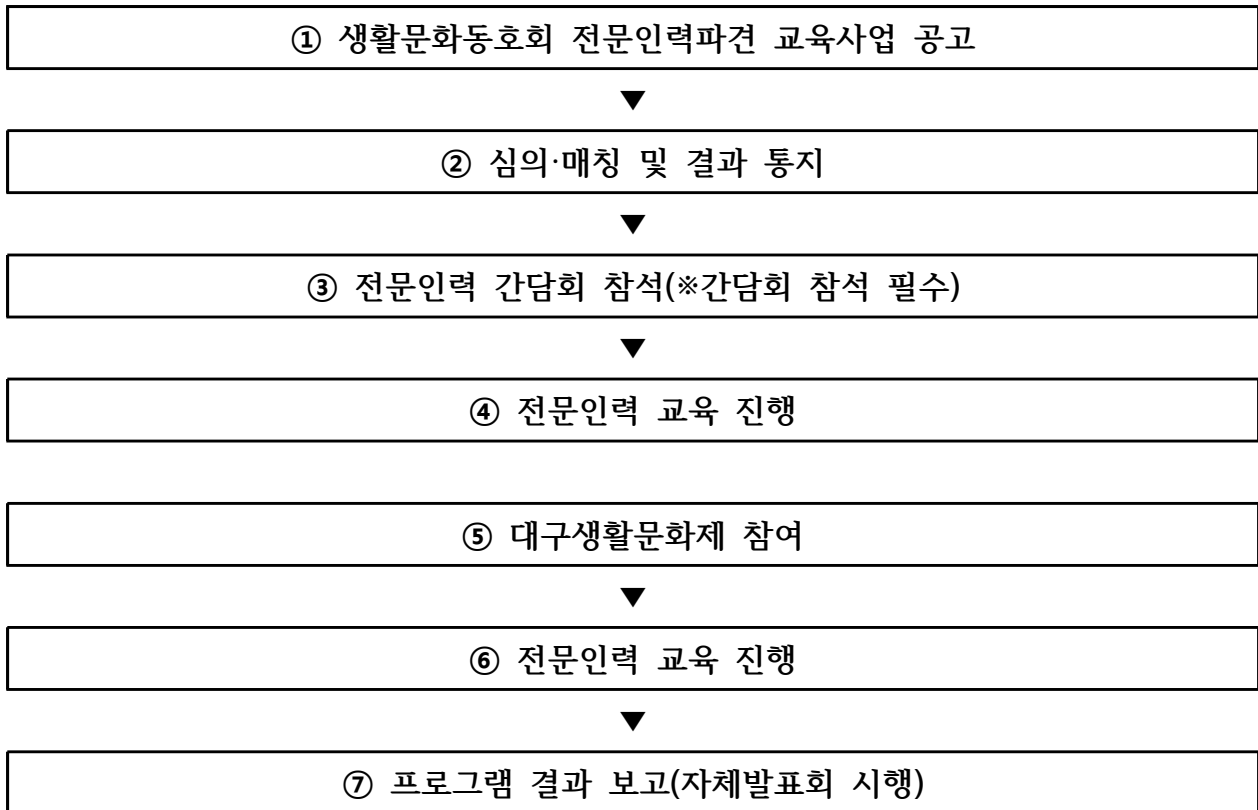 ① 생활문화동호회 전문인력파견 교육사업 공고
▼
② 심의·매칭 및 결과 통지
▼
③ 전문인력 간담회 참석(※간담회 참석 필수)
▼
④ 전문인력 교육 진행
⑤ 대구생활문화제 참여
▼
⑥ 전문인력 교육 진행
▼
⑦ 프로그램 결과 보고(자체발표회 시행)